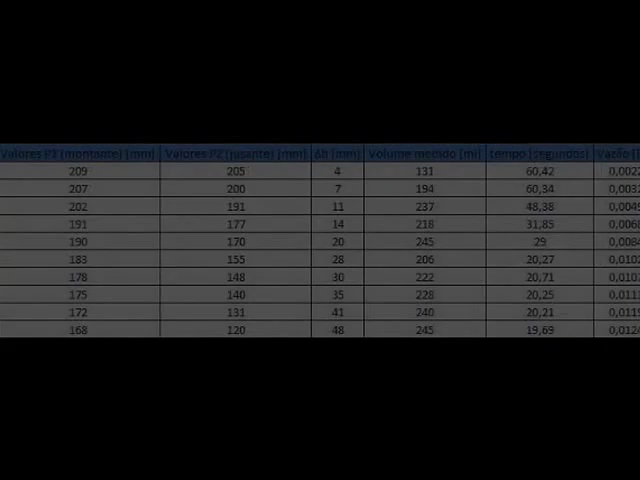 Valores P1 (montante) [mm] Valores P2 (jusante) [mm] Δh [mm] Volume medido [ml] tempo [segundos] Vazão
209 205 4 131 60,42 0,0022
207 200 7 194 60,34 0,0032
202 191 11 237 48,38 0,0049
191 177 14 218 31,85 0,0068
190 170 20 245 29 0,0084
183 155 28 206 20,27 0,0102
178 148 30 222 20,71 0,0107
175 140 35 228 20,25 0,0113
172 131 41 240 20,21 0,0119
168 120 48 245 19,69 0,0124